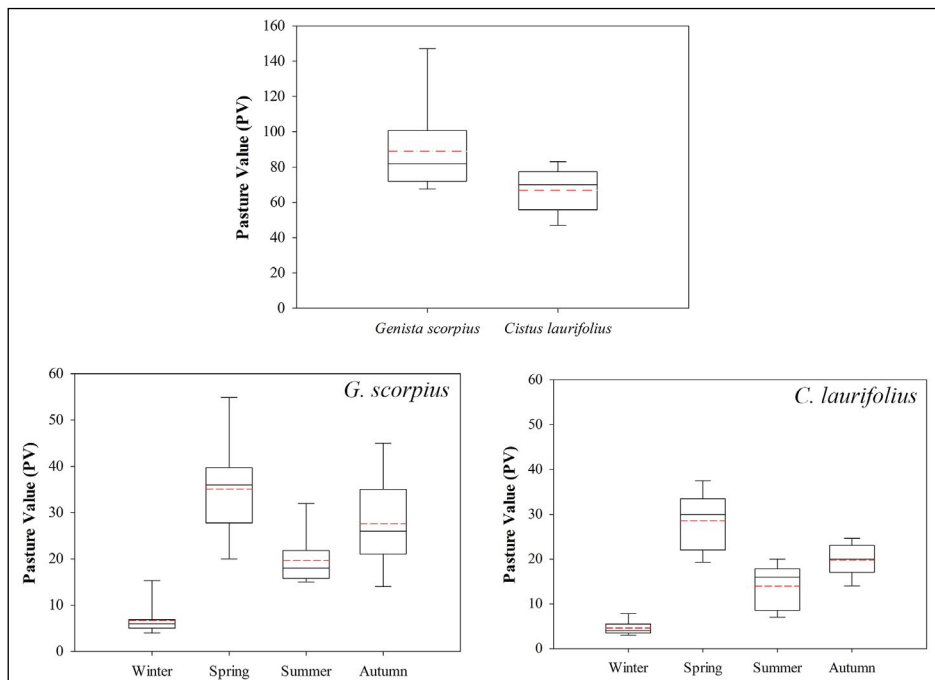 Pasture Value (PV)
160
140
120
100
80
60
40
20
0
Genista scorpius
Cistus laurifolius
G. scorpius
Pasture Value (PV)
60
50
40
30
20
10
0
Winter
Spring
Summer
Autumn
C. laurifolius
Pasture Value (PV)
60
50
40
30
20
10
0
Winter
Spring
Summer
Autumn